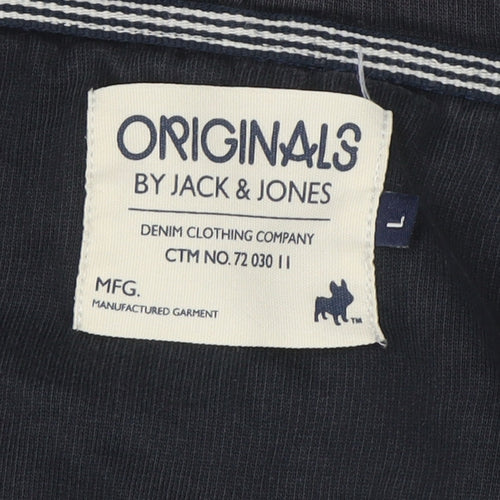 ORIGINALS
BY JACK & JONES
DENIM CLOTHING COMPANY
CTM NO. 72 030 11
MFG.
MANUFACTURED GARMENT
TM
L